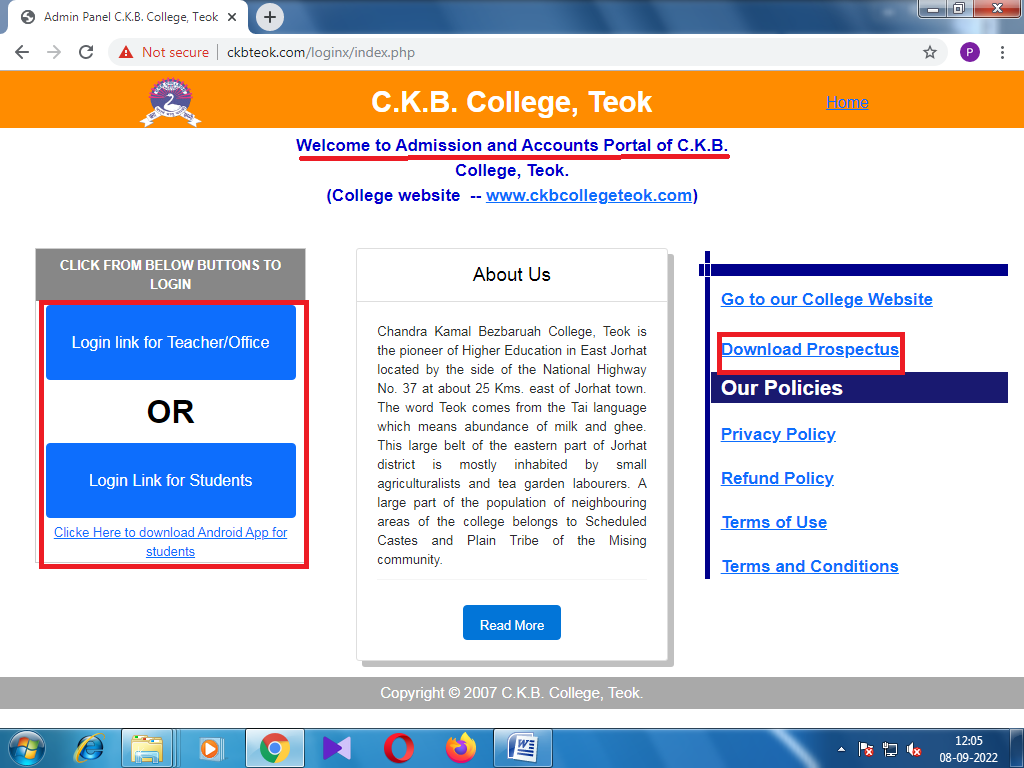 Admin Panel C.K.B. College, Teok
Not secure
ckbteok.com/loginx/index.php
P
C.K.B. College, Teok
Home
Welcome to Admission and Accounts Portal of C.K.B.
College, Teok.
(College website -- www.ckbcollegeteok.com)
CLICK FROM BELOW BUTTONS TO
LOGIN
Login link for Teacher/Office
OR
Login Link for Students
Clicke Here to download Android App for
students
About Us
Chandra Kamal Bezbaruah College, Teok is
the pioneer of Higher Education in East Jorhat
located by the side of the National Highway
No. 37 at about 25 Kms. east of Jorhat town.
The word Teok comes from the Tai language
which means abundance of milk and ghee.
This large belt of the eastern part of Jorhat
district is mostly inhabited by small
agriculturalists and tea garden labourers. A
large part of the population of neighbouring
areas of the college belongs to Scheduled
Castes and Plain Tribe of the Mising
community.
Read More
Go to our College Website
Download Prospectus
Our Policies
Privacy Policy
Refund Policy
Terms of Use
Terms and Conditions
Copyright © 2007 C.K.B. College, Teok.
12:05
08-09-2022